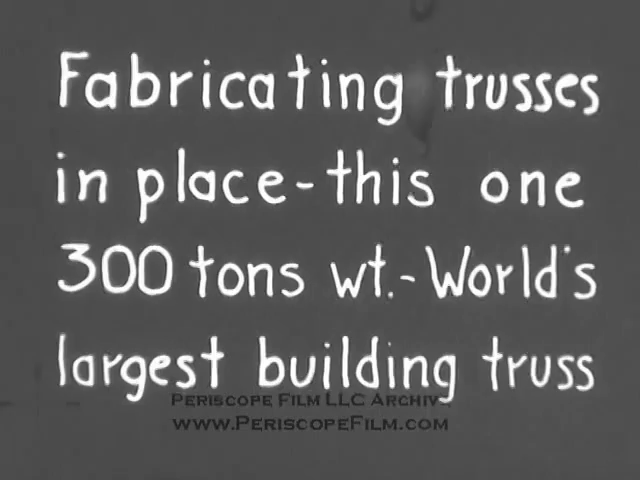 Fabricating trusses
in place-this one
300 tons wt.-World's
largest building truss
Periscope Film LLC Archive
www.PeriscopeFilm.com